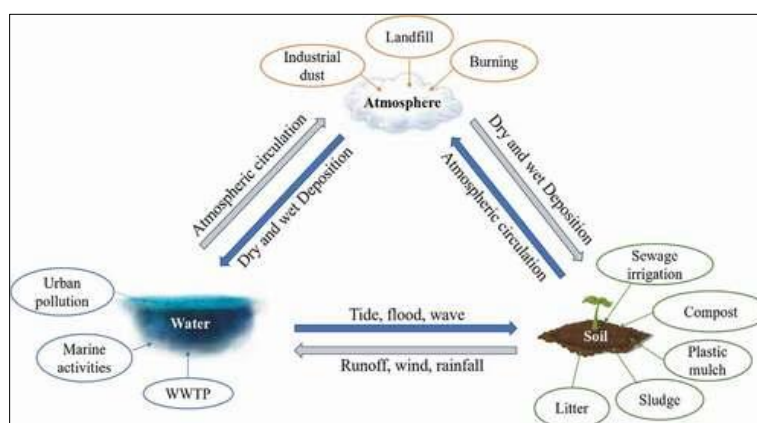 Landfill
Industrial
dust
Burning
Atmosphere
Atmospheric circulation
Dry and wet Deposition
Dry and wet Deposition
Atmospheric circulation
Sewage
irrigation
Urban
pollution
Compost
Water
Tide, flood, wave
Soil
Marine
activities
Plastic
mulch
Runoff, wind, rainfall
WWTP
Litter
Sludge